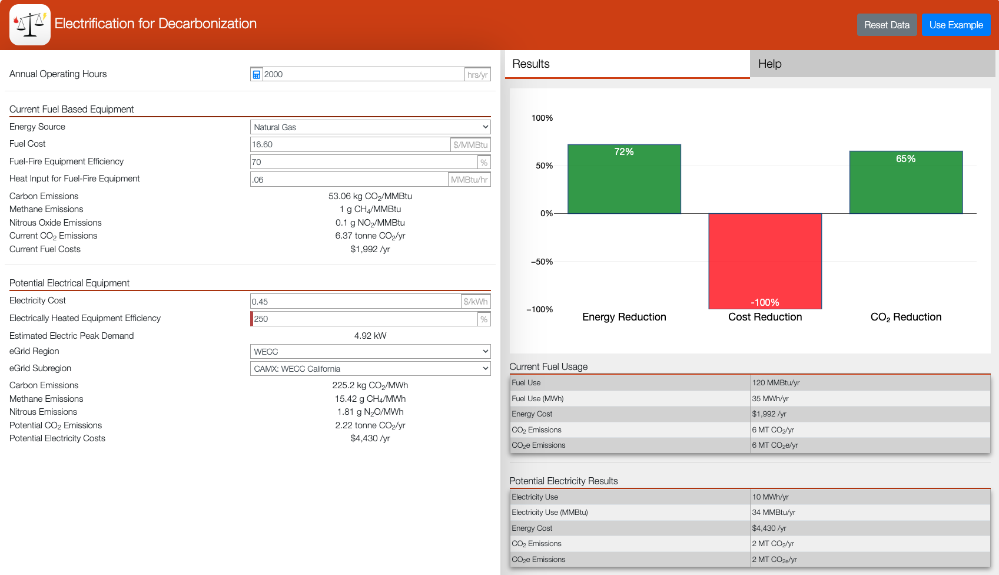 Electrification for Decarbonization
Reset Data
Use Example
Annual Operating Hours
2000
hrs/yr
Current Fuel Based Equipment
Energy Source
Natural Gas
Fuel Cost
16.60
$/MMBtu
Fuel-Fire Equipment Efficiency
70
%
Heat Input for Fuel-Fire Equipment
.06
MMBtu/hr
Carbon Emissions
53.06 kg CO₂/MMBtu
Methane Emissions
1 g CH₄/MMBtu
Nitrous Oxide Emissions
0.1 g NO₂/MMBtu
Current CO₂ Emissions
6.37 tonne CO₂/yr
Current Fuel Costs
$1,992 /yr
Potential Electrical Equipment
Electricity Cost
0.45
$/kWh
Electrically Heated Equipment Efficiency
250
%
Estimated Electric Peak Demand
4.92 kW
eGrid Region
WECC
eGrid Subregion
CAMX: WECC California
Carbon Emissions
225.2 kg CO₂/MWh
Methane Emissions
15.42 g CH₄/MWh
Nitrous Emissions
1.81 g N₂O/MWh
Potential CO₂ Emissions
2.22 tonne CO₂/yr
Potential Electricity Costs
$4,430 /yr
Results
Help
100%
50%
0%
−50%
−100%
72%
-100%
65%
Energy Reduction
Cost Reduction
CO₂ Reduction
Current Fuel Usage
Fuel Use
120 MMBtu/yr
Fuel Use (MWh)
35 MWh/yr
Energy Cost
$1,992 /yr
CO₂ Emissions
6 MT CO₂/yr
CO₂e Emissions
6 MT CO₂e/yr
Potential Electricity Results
Electricity Use
10 MWh/yr
Electricity Use (MMBtu)
34 MMBtu/yr
Energy Cost
$4,430 /yr
CO₂ Emissions
2 MT CO₂/yr
CO₂e Emissions
2 MT CO₂ₑ/yr